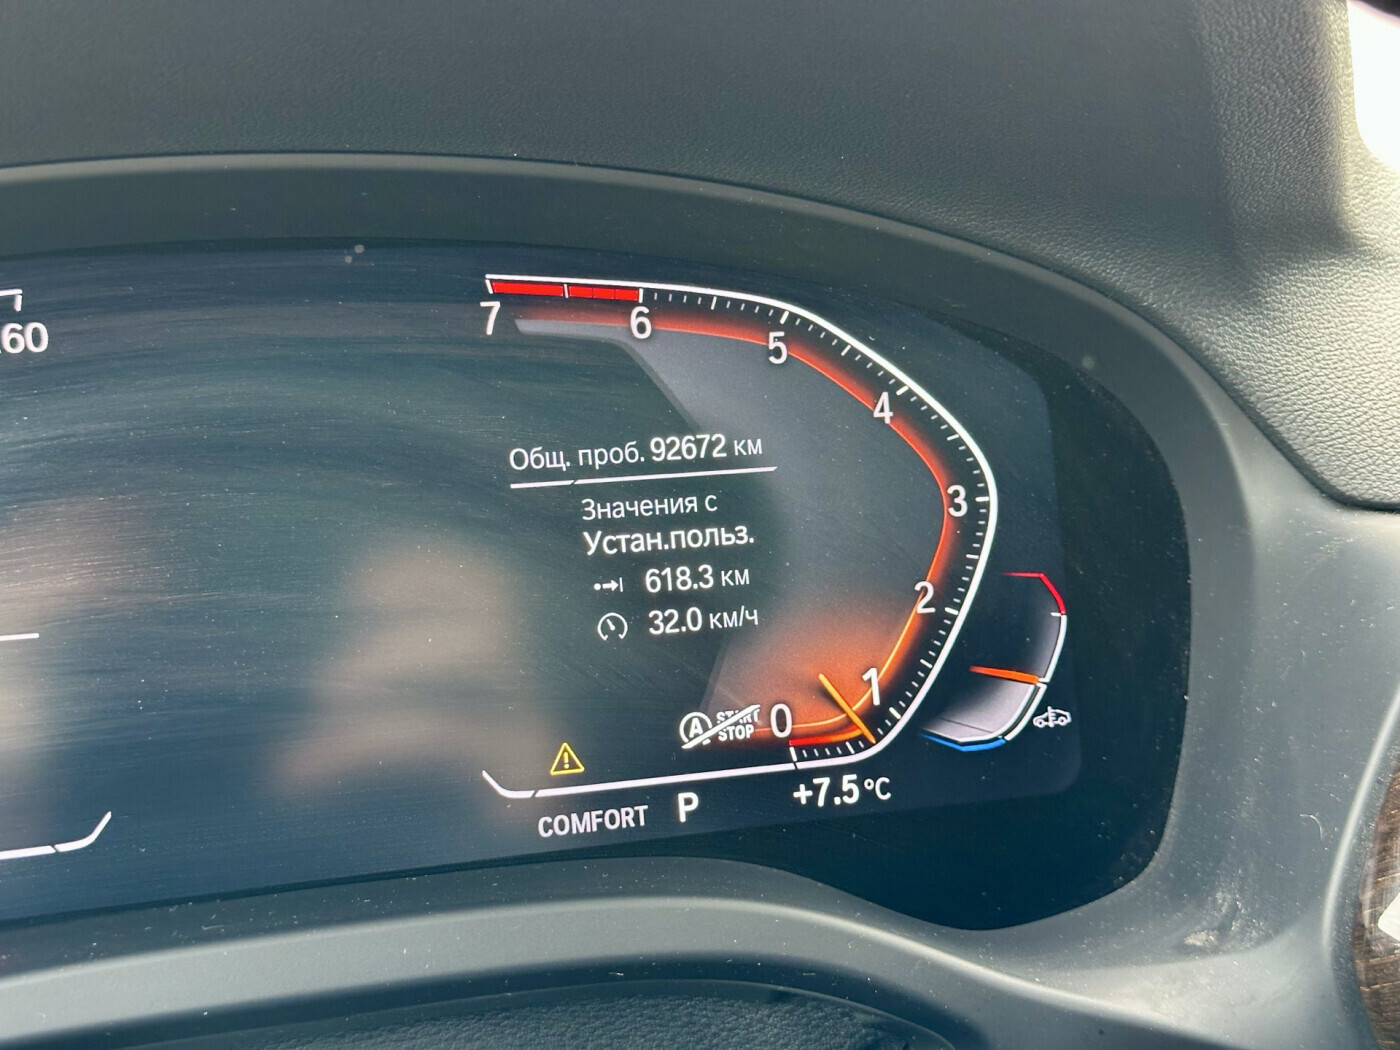 7
6
60
5
4
Общ. проб. 92672 км
3
Значения с
Устан.польз.
618.3 км
2
32.0 км/ч
1
A START STOP 0
+7.5 °C
COMFORT P